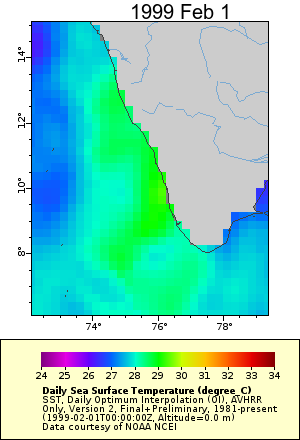 1999 Feb 1
14°
12°
10°
8°
74°
76°
78°
24 25 26 27 28 29 30 31 32 33 34
Daily Sea Surface Temperature (degree_C)
SST, Daily Optimum Interpolation (OI), AVHRR
Only, Version 2, Final+Preliminary, 1981-present
(1999-02-01T00:00:00Z, Altitude=0.0 m)
Data courtesy of NOAA NCEI